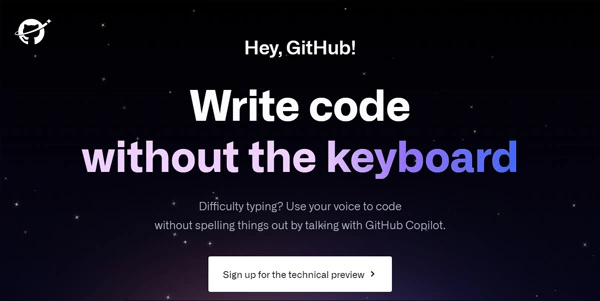 Hey, GitHub!
Write code
without the keyboard
Difficulty typing? Use your voice to code
without spelling things out by talking with GitHub Copilot.
Sign up for the technical preview